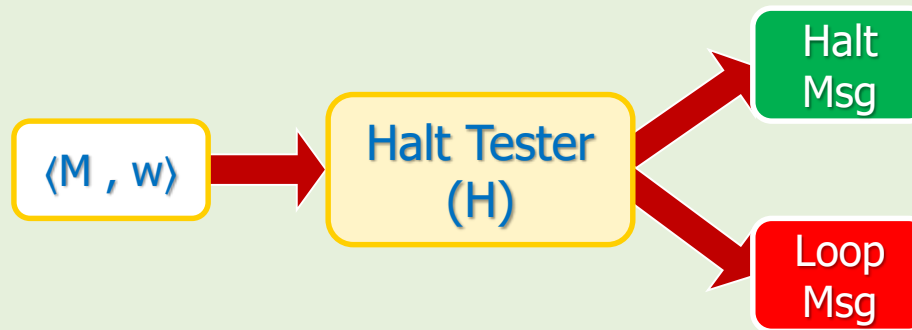 ⟨M , w⟩
Halt Tester
(H)
Halt
Msg
Loop
Msg